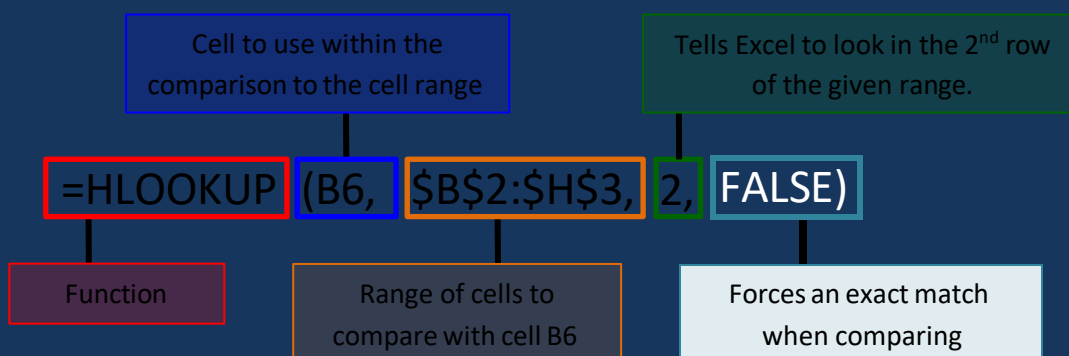 Cell to use within the
comparison to the cell range
Tells Excel to look in the 2nd row
of the given range.
=HLOOKUP (B6, $B$2:$H$3, 2, FALSE)
Function
Range of cells to
compare with cell B6
Forces an exact match
when comparing